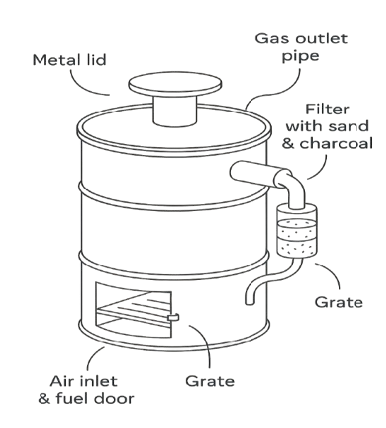 Gas outlet
pipe
Metal lid
Filter
with sand
& charcoal
Grate
Air inlet
& fuel door
Grate